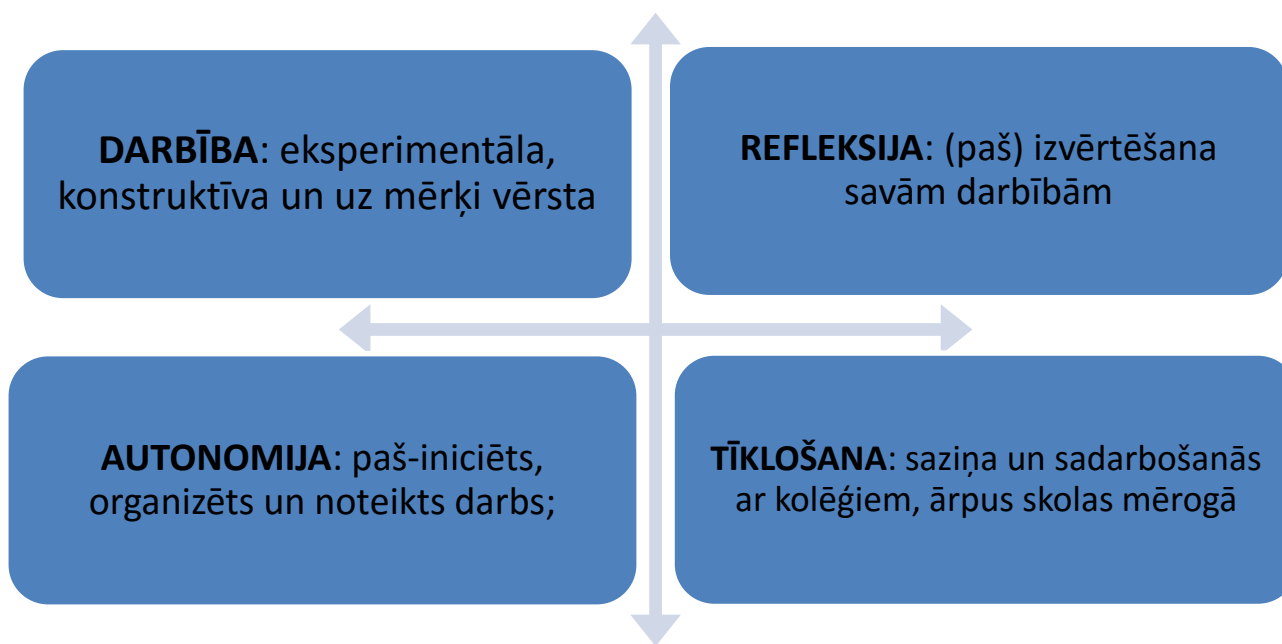 DARBĪBA: eksperimentāla,
konstruktīva un uz mērķi vērsta
REFLEKSIJA: (paš) izvērtēšana
savām darbībām
AUTONOMIJA: paš-iniciēts,
organizēts un noteikts darbs;
TĪKLOŠANA: saziņa un sadarbošanās
ar kolēģiem, ārpus skolas mērogā